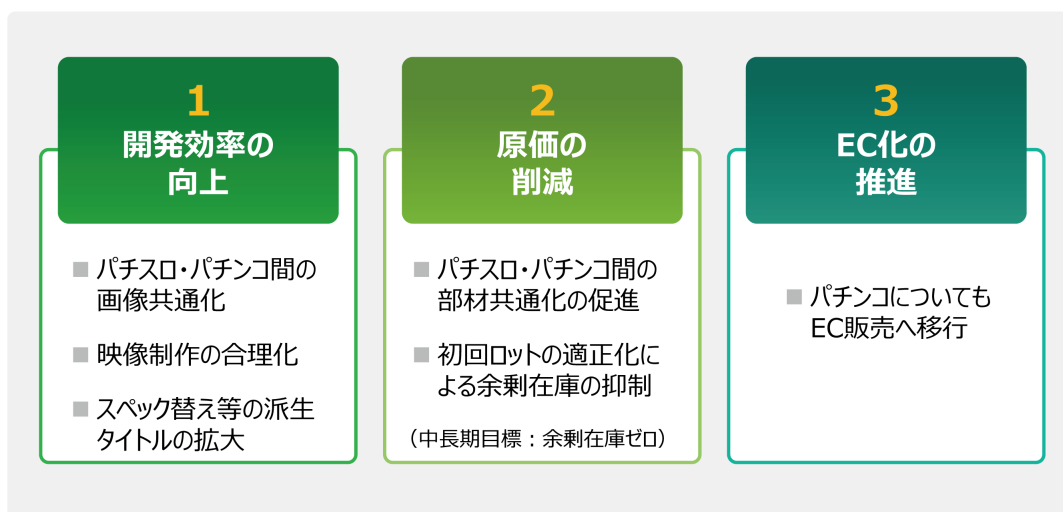 1
開発効率の
向上
■ パチスロ・パチンコ間の
画像共通化
■ 映像制作の合理化
■ スペック替え等の派生
タイトルの拡大
2
原価の
削減
■ パチスロ・パチンコ間の
部材共通化の促進
■ 初回ロットの適正化に
よる余剰在庫の抑制
（中長期目標：余剰在庫ゼロ）
3
EC化の
推進
■ パチンコについても
EC販売へ移行